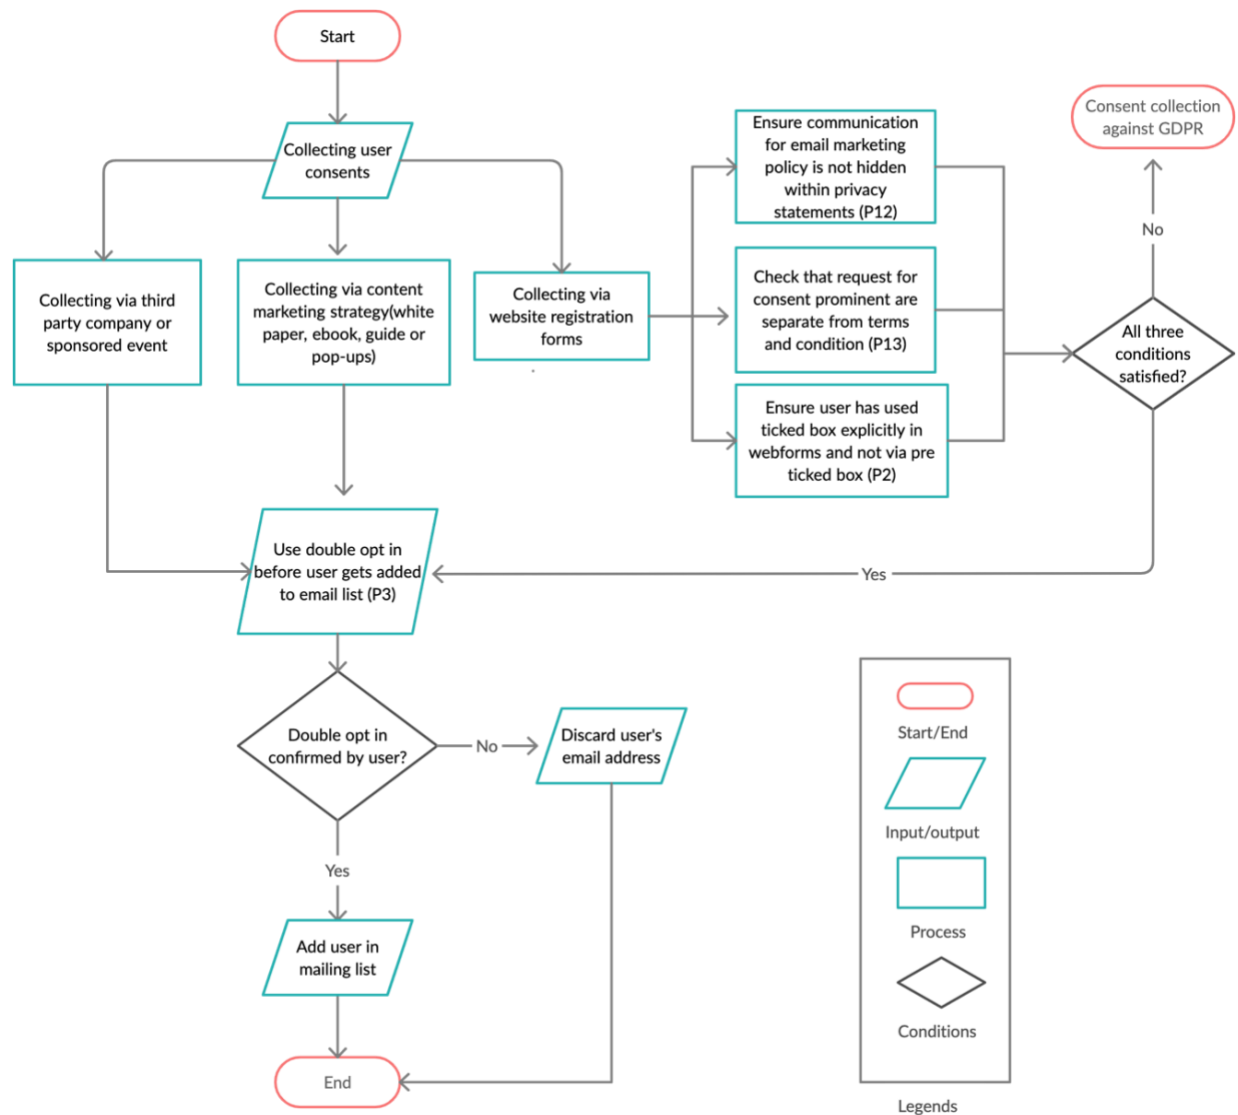 Start
Collecting user
consents
Collecting via third
party company or
sponsored event
Collecting via content
marketing strategy(white
paper, ebook, guide or
pop-ups)
Collecting via
website registration
forms
Ensure communication
for email marketing
policy is not hidden
within privacy
statements (P12)
Check that request for
consent prominent are
separate from terms
and condition (P13)
Ensure user has used
ticked box explicitly in
webforms and not via pre
ticked box (P2)
Consent collection
against GDPR
No
All three
conditions
satisfied?
Yes
Use double opt in
before user gets added
to email list (P3)
Double opt in
confirmed by user?
No
Discard user's
email address
Yes
Add user in
mailing list
End
Start/End
Input/output
Process
Conditions
Legends